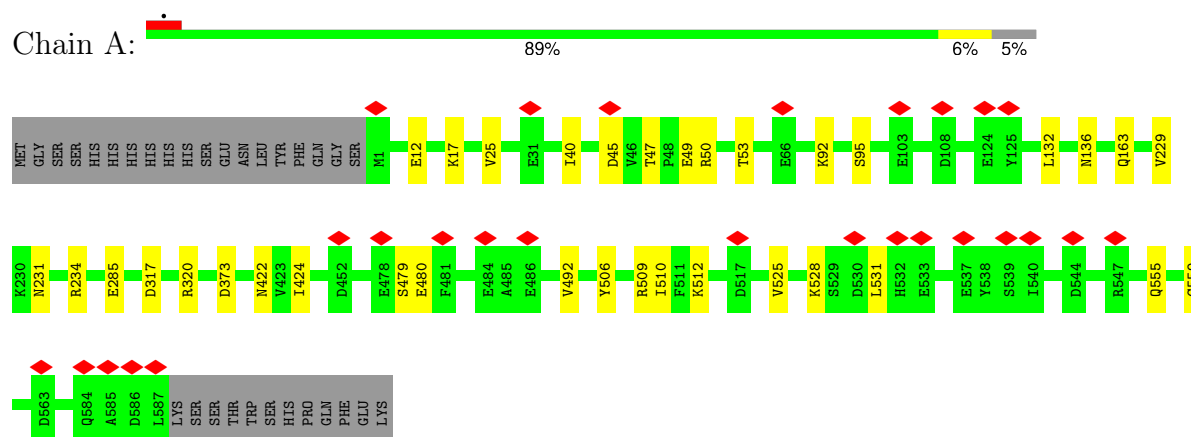 Chain A:
89% 6% 5%
MET GLY SER SER HIS HIS HIS HIS HIS HIS SER GLU ASN LEU TYR PHE GLN GLY SER M1 E12 K17 V25 E31 I40 D45 V46 T47 P48 E49 R50 T53 E66 K92 S95 E103 D108 E124 Y125 L132 N136 Q163 V229
K230 N231 R234 E285 D317 R320 D373 N422 V423 I424 D452 E478 S479 E480 F481 E484 A485 E486 V492 Y506 R509 I510 F511 K512 D517 V525 K528 S529 D530 L531 H532 E533 E537 Y538 S539 I540 D544 R547 Q555
D563 Q584 A585 D586 L587 LYS SER SER THR TRP SER HIS PRO GLN PHE GLU LYS